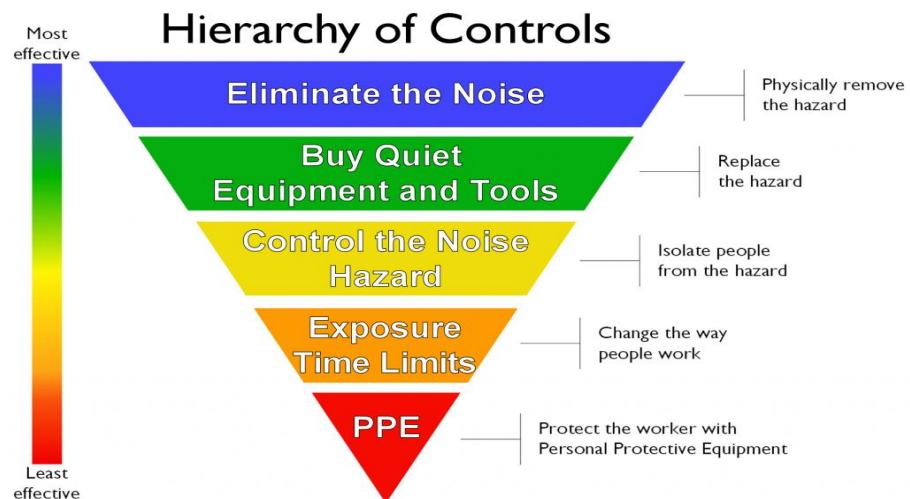 Hierarchy of Controls
Most
effective
Eliminate the Noise
Physically remove
the hazard
Buy Quiet
Equipment and Tools
Replace
the hazard
Control the Noise
Hazard
Isolate people
from the hazard
Exposure
Time Limits
Change the way
people work
PPE
Protect the worker with
Personal Protective Equipment
Least
effective